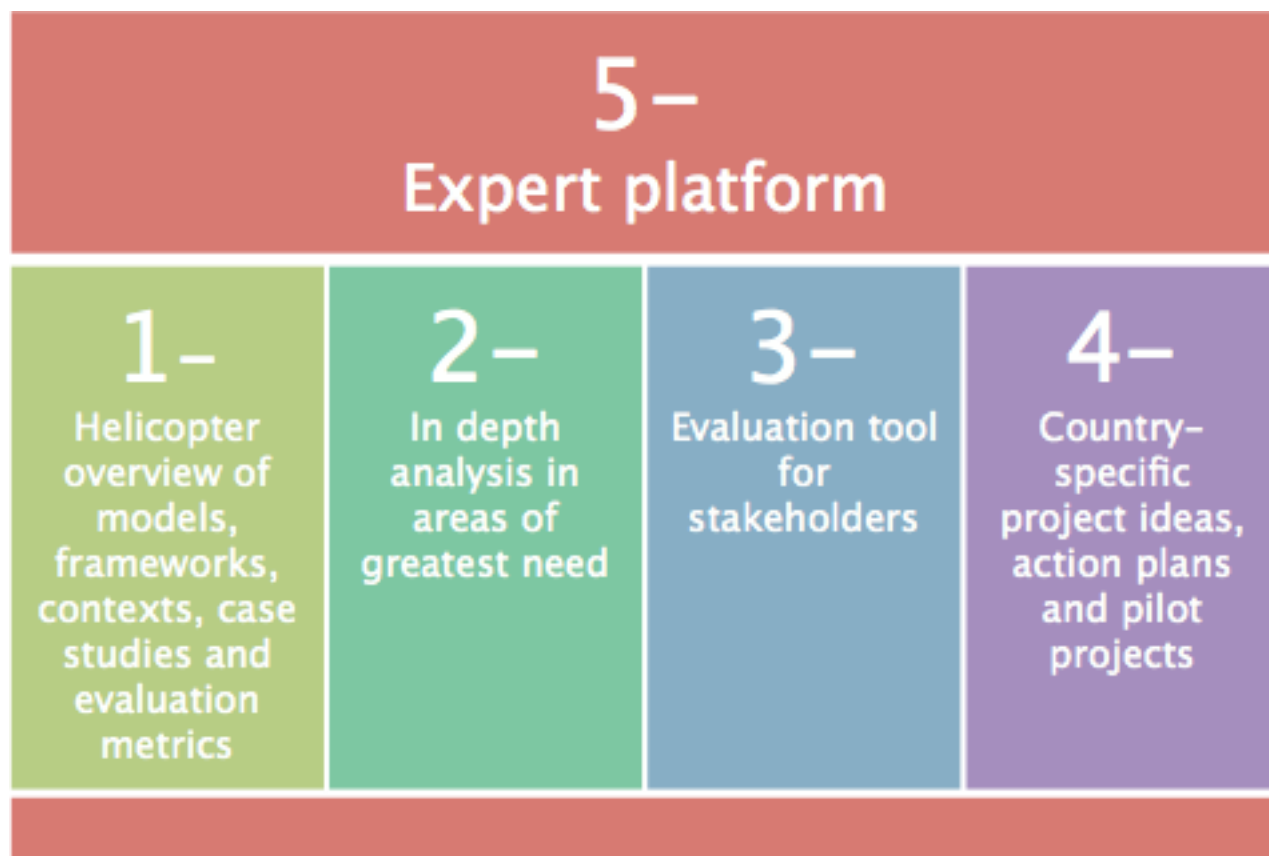 5-
Expert platform
1-
Helicopter
overview of
models,
frameworks,
contexts, case
studies and
evaluation
metrics
2-
In depth
analysis in
areas of
greatest need
3-
Evaluation tool
for
stakeholders
4-
Country-
specific
project ideas,
action plans
and pilot
projects